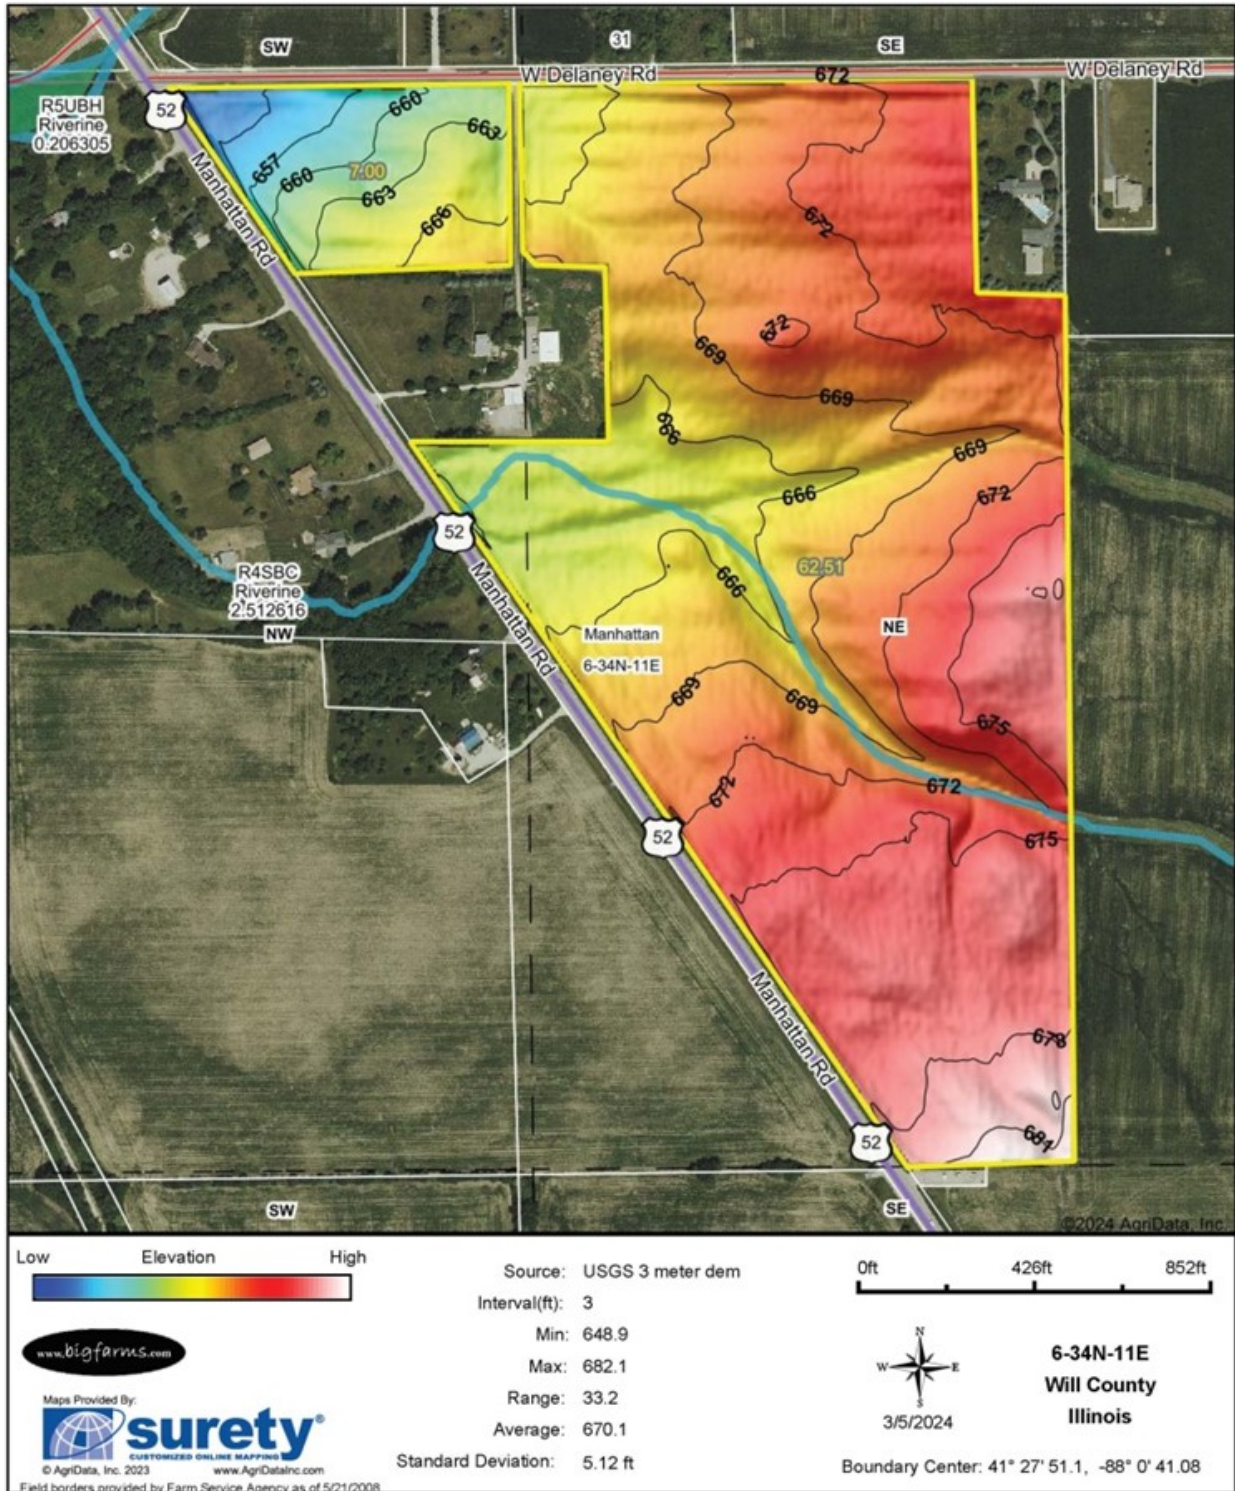 SW
31
SE
W Delaney Rd
672
W Delaney Rd
R5UBH
Riverine
0.206305
52
660
663
657
660
7.00
663
666
Manhattan Rd
672
672
669
669
666
669
666
672
52
62.51
R4SBC
Riverine
2.512616
666
NW
Manhattan Rd
Manhattan
6-34N-11E
NE
669
669
675
672
672
52
675
Manhattan Rd
678
681
52
SW
SE
©2024 AgriData, Inc.
Low Elevation High
www.bigfarms.com
Maps Provided By:
surety®
CUSTOMIZED ONLINE MAPPING
© AgriData, Inc. 2023 www.AgriDataInc.com
Field borders provided by Farm Service Agency as of 5/21/2008.
Source: USGS 3 meter dem
Interval(ft): 3
Min: 648.9
Max: 682.1
Range: 33.2
Average: 670.1
Standard Deviation: 5.12 ft
0ft 426ft 852ft
N
W E
S
3/5/2024
6-34N-11E
Will County
Illinois
Boundary Center: 41° 27' 51.1, -88° 0' 41.08